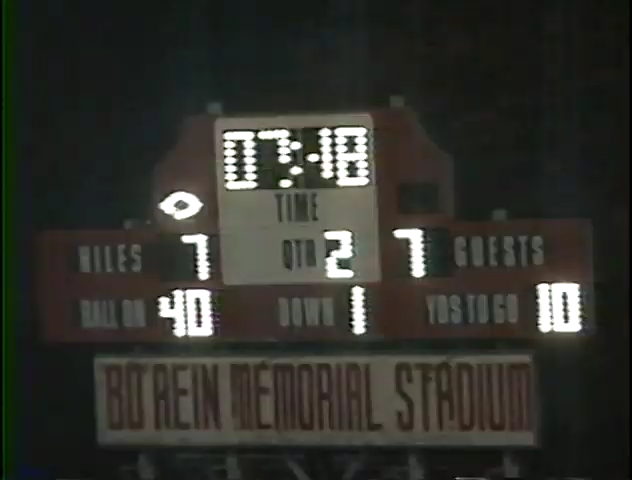 07:18
TIME
NILES 7 QTR 2 7 GUESTS
BALL ON 40 DOWN 1 YDS TO GO 10
BO REIN MEMORIAL STADIUM